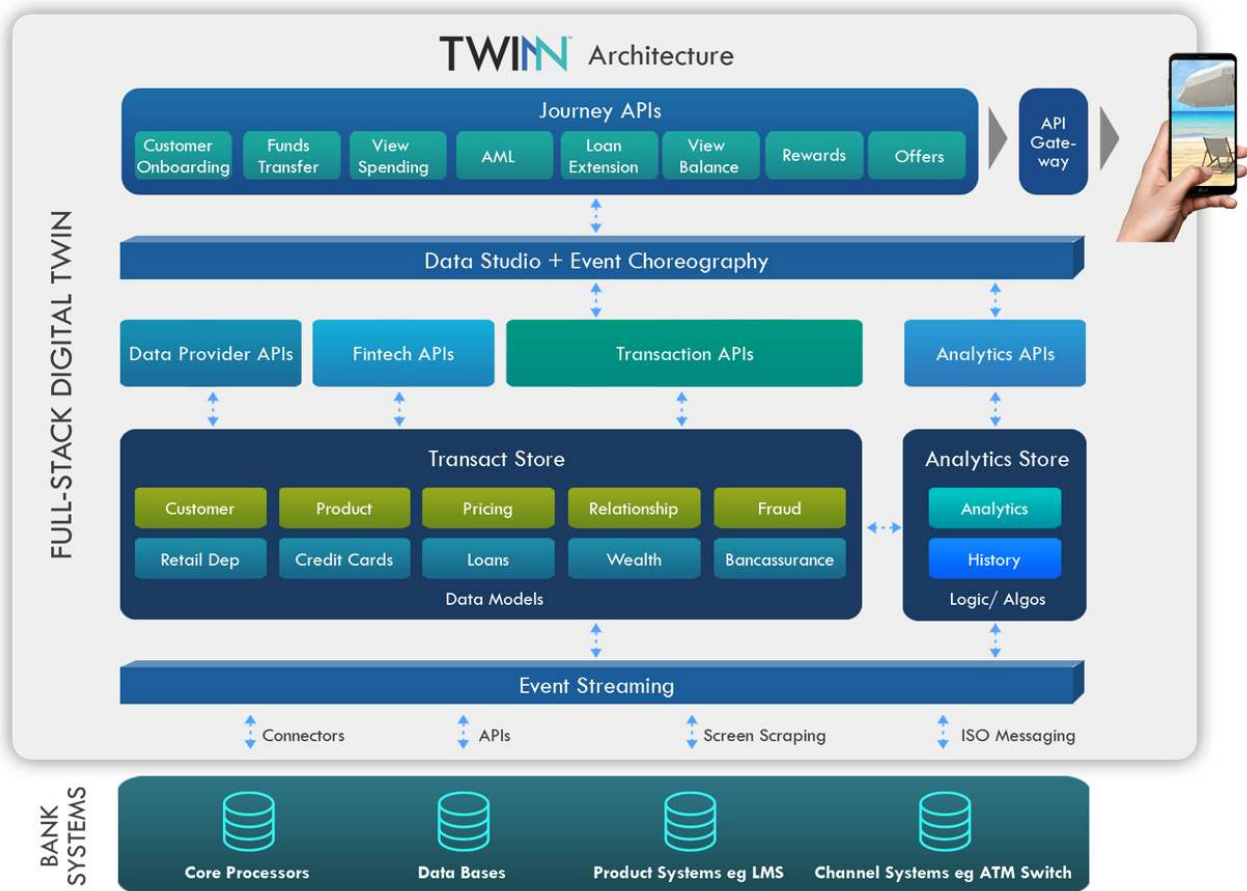 TWINN™ Architecture
Journey APIs
Customer
Onboarding
Funds
Transfer
View
Spending
AML
Loan
Extension
View
Balance
Rewards
Offers
API
Gate-
way
FULL-STACK DIGITAL TWIN
Data Studio + Event Choreography
Data Provider APIs
Fintech APIs
Transaction APIs
Analytics APIs
Transact Store
Customer
Product
Pricing
Relationship
Fraud
Retail Dep
Credit Cards
Loans
Wealth
Bancassurance
Data Models
Analytics Store
Analytics
History
Logic/ Algos
Event Streaming
Connectors
APIs
Screen Scraping
ISO Messaging
BANK
SYSTEMS
Core Processors
Data Bases
Product Systems eg LMS
Channel Systems eg ATM Switch